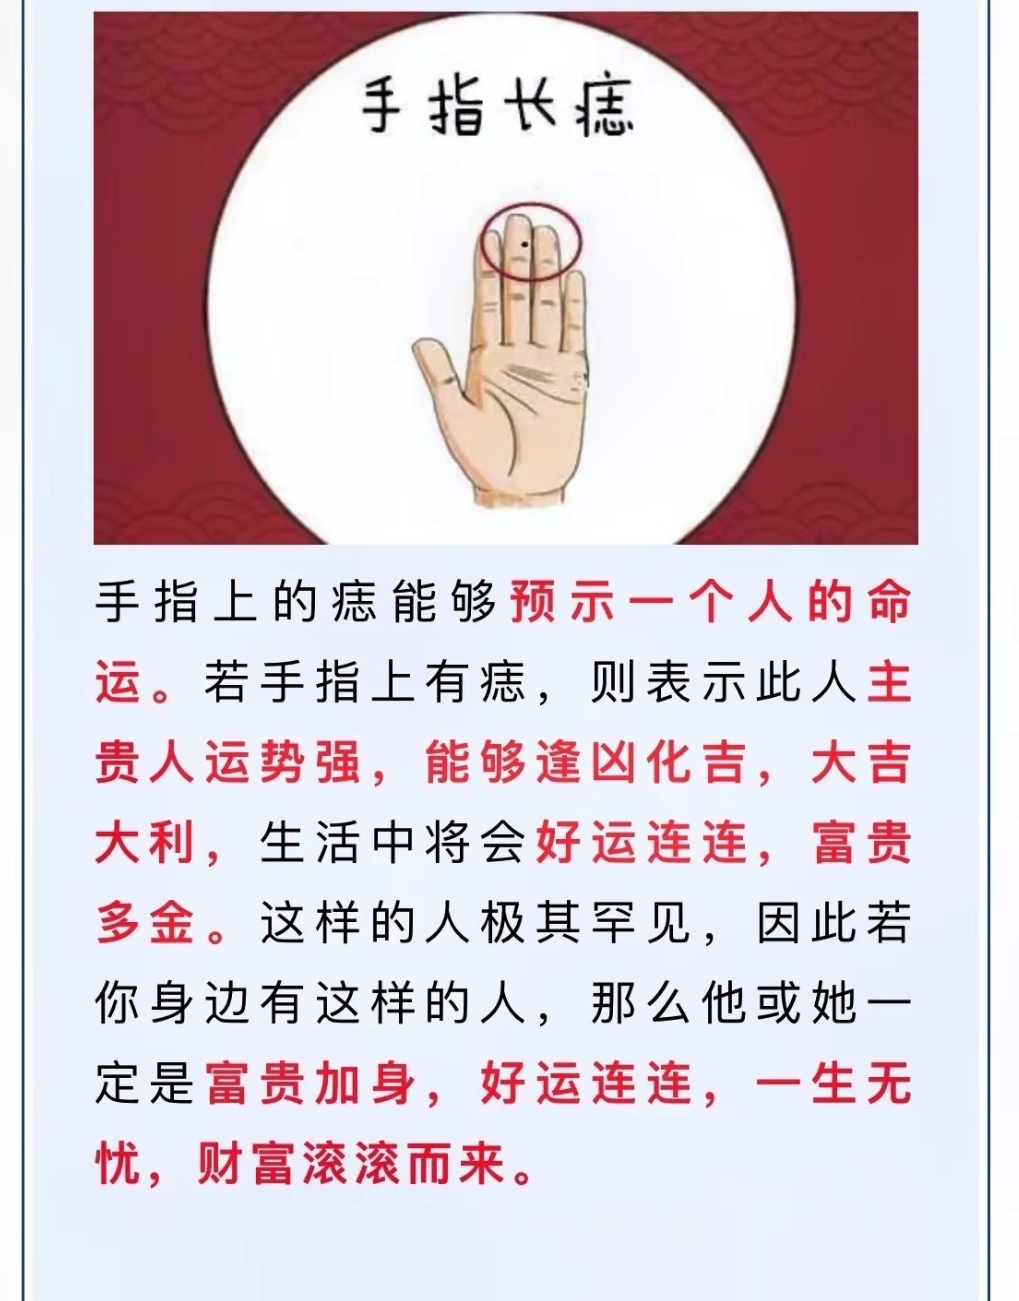 手指长痣
手指上的痣能够预示一个人的命
运。若手指上有痣，则表示此人主
贵人运势强，能够逢凶化吉，大吉
大利，生活中将会好运连连，富贵
多金。这样的人极其罕见，因此若
你身边有这样的人，那么他或她一
定是富贵加身，好运连连，一生无
忧，财富滚滚而来。